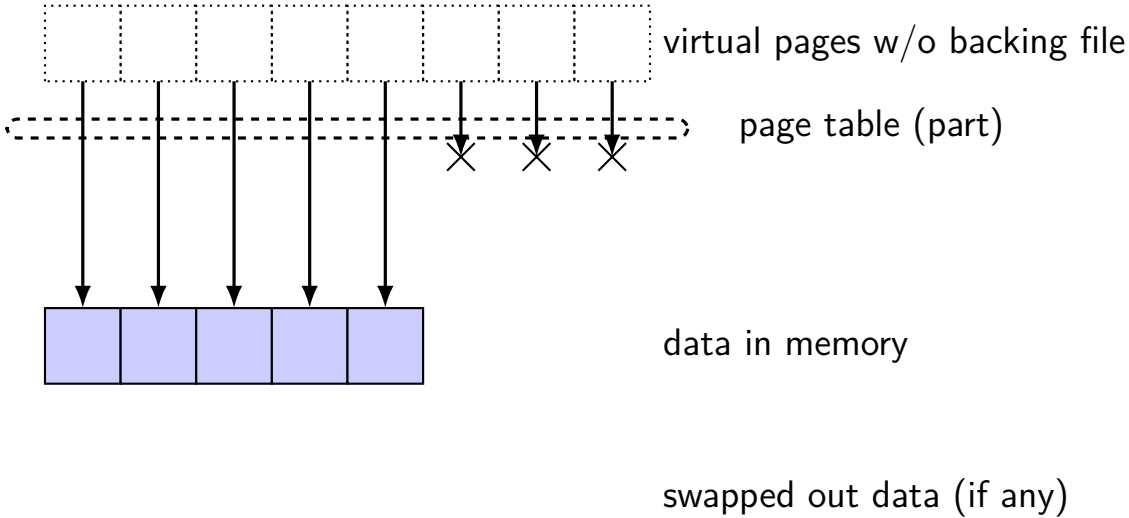 virtual pages w/o backing file
page table (part)
data in memory
swapped out data (if any)